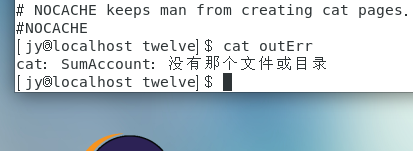 # NOCACHE keeps man from creating cat pages.
#NOCACHE
[jy@localhost twelve]$ cat outErr
cat: SumAccount: 没有那个文件或目录
[jy@localhost twelve]$